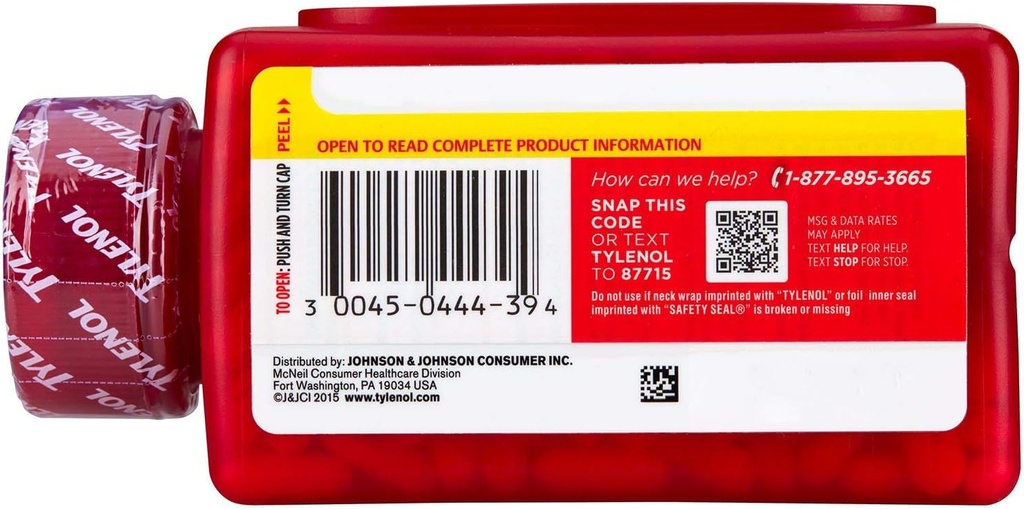 TYLENOL
TYLENOL
TYLENOL
TYLENOL
TYLENOL
TYLENOL
PEEL
TO OPEN: PUSH AND TURN CAP
OPEN TO READ COMPLETE PRODUCT INFORMATION
3 0045-0444-394 4
How can we help? 1-877-895-3665
SNAP THIS
CODE
OR TEXT
TYLENOL
TO 87715
MSG & DATA RATES
MAY APPLY
TEXT HELP FOR HELP.
TEXT STOP FOR STOP.
Do not use if neck wrap imprinted with "TYLENOL" or foil inner seal
imprinted with "SAFETY SEAL®" is broken or missing
Distributed by: JOHNSON & JOHNSON CONSUMER INC.
McNeil Consumer Healthcare Division
Fort Washington, PA 19034 USA
©J&JCI 2015 www.tylenol.com